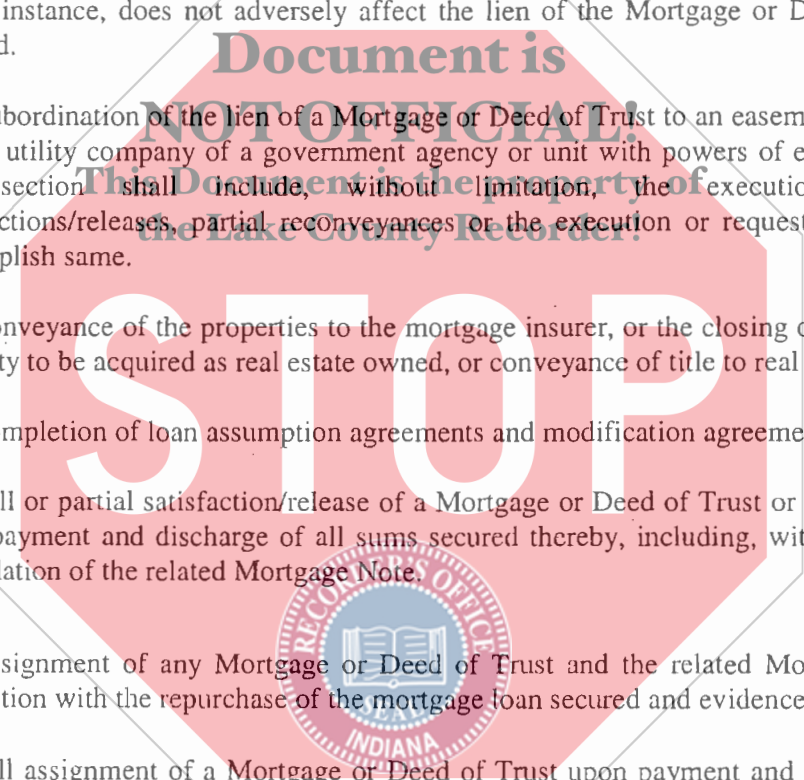 instance, does not adversely affect the lien of the Mortgage or D
d.
Document is
ubordination of the lien of a Mortgage or Deed of Trust to an easem
NOT OFFICIAL!
utility company of a government agency or unit with powers of e
section shall include, without limitation, the executio
This Document is the property of
ctions/releases, partial reconveyances or the execution or request
the Lake County Recorder!
plish same.
onveyance of the properties to the mortgage insurer, or the closing o
ty to be acquired as real estate owned, or conveyance of title to real
STOP
ompletion of loan assumption agreements and modification agreeme
ll or partial satisfaction/release of a Mortgage or Deed of Trust or
payment and discharge of all sums secured thereby, including, wit
lation of the related Mortgage Note.
RECORDER'S OFFICE
signment of any Mortgage or Deed of Trust and the related Mo
tion with the repurchase of the mortgage loan secured and evidence
SEAL
INDIANA
ll assignment of a Mortgage or Deed of Trust upon payment and